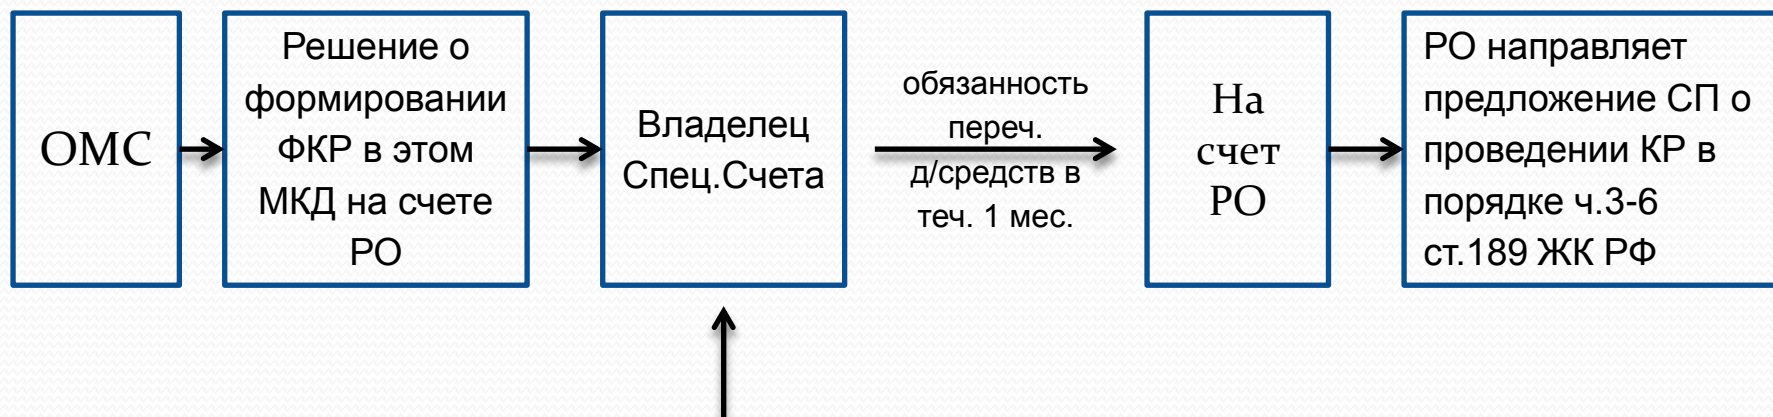 ОМС
Решение о
формировании
ФКР в этом
МКД на счете
РО
Владелец
Спец.Счета
обязанность
переч.
д/средств в
теч. 1 мес.
На
счет
РО
РО направляет
предложение СП о
проведении КР в
порядке ч.3-6
ст.189 ЖК РФ